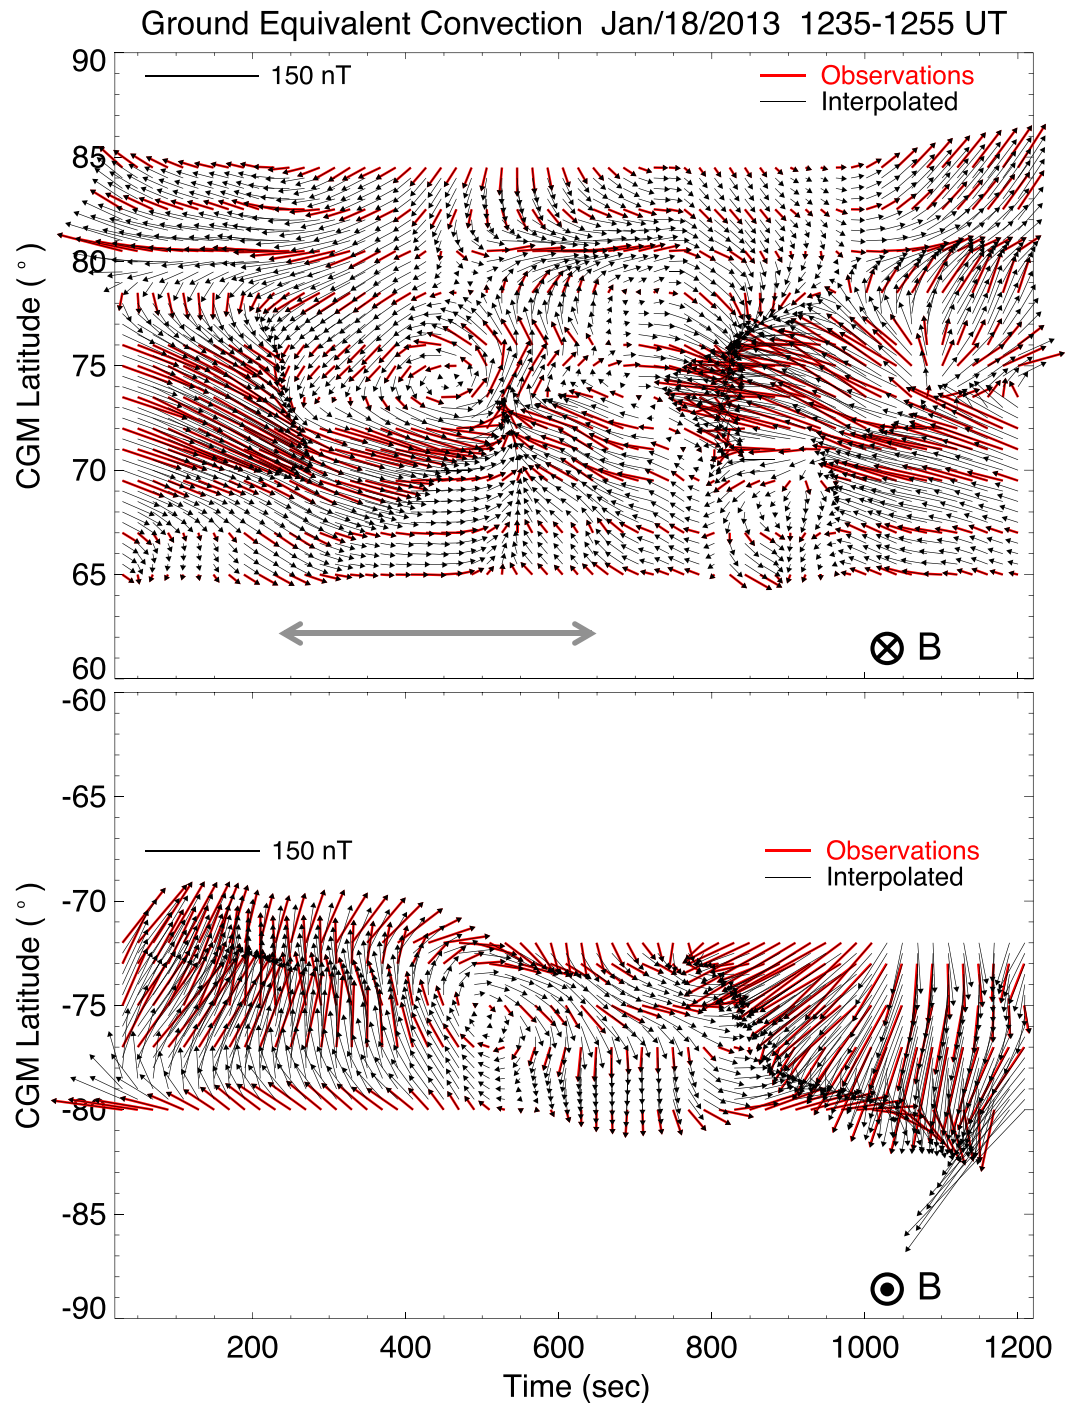 Ground Equivalent Convection Jan/18/2013 1235-1255 UT
90
150 nT
Observations
Interpolated
85
80
75
70
65
60
CGM Latitude ( ° )
B
-60
-65
150 nT
Observations
Interpolated
-70
-75
-80
-85
-90
CGM Latitude ( ° )
B
200 400 600 800 1000 1200
Time (sec)